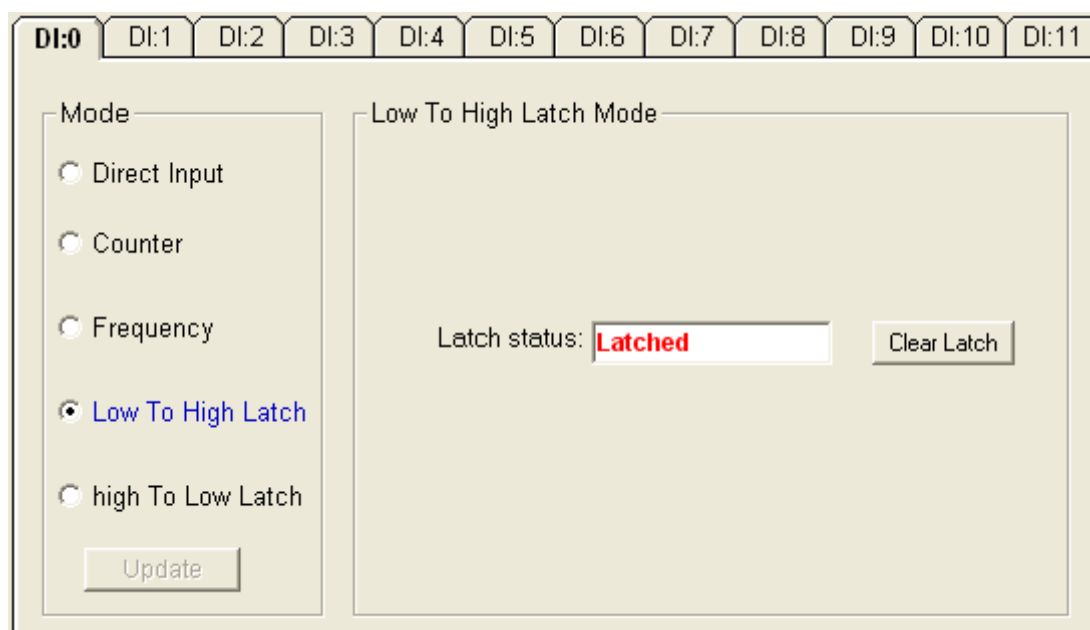 DI:0 DI:1 DI:2 DI:3 DI:4 DI:5 DI:6 DI:7 DI:8 DI:9 DI:10 DI:11
Mode
Direct Input
Counter
Frequency
Low To High Latch
high To Low Latch
Update
Low To High Latch Mode
Latch status: Latched Clear Latch